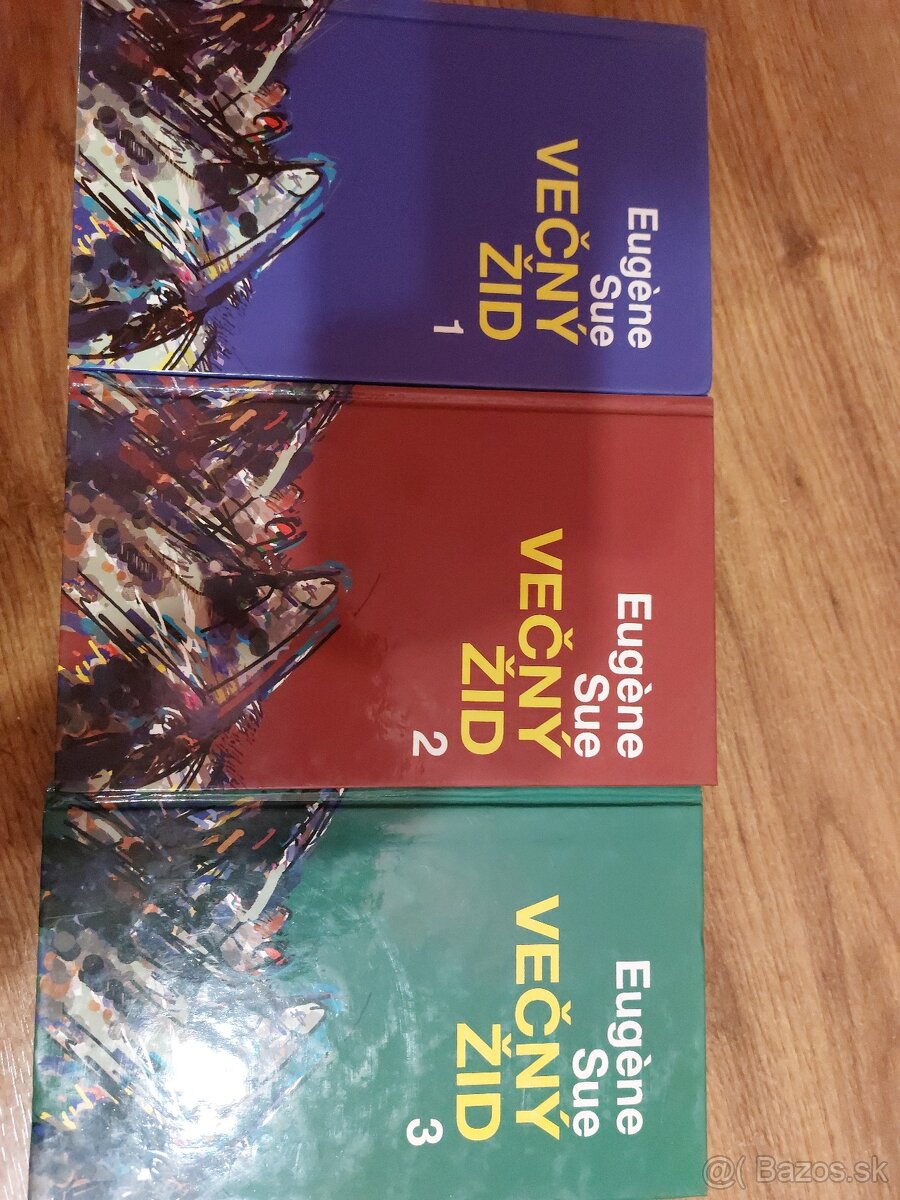 Eugène
Sue
VEČNÝ
ŽID
1
Eugène
Sue
VEČNÝ
ŽID
2
Eugène
Sue
VEČNÝ
ŽID
3
@( Bazos.sk